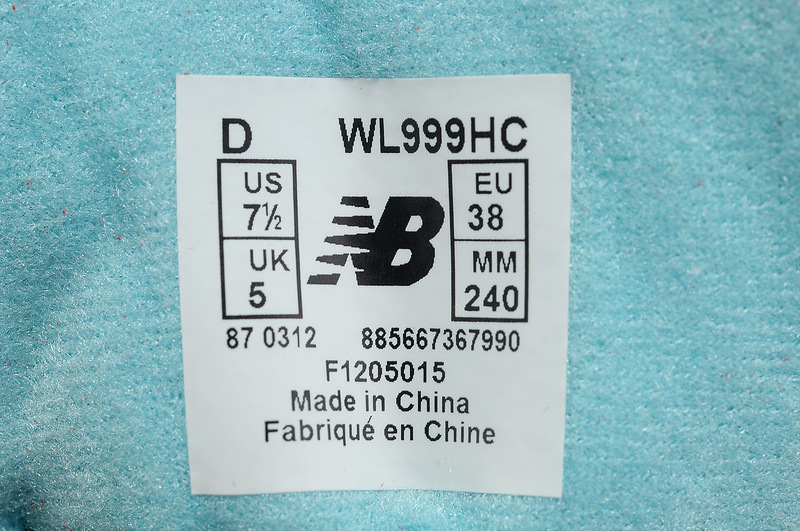 D WL999HC
US EU
7½ 38
UK MM
5 240
87 0312 885667367990
F1205015
Made in China
Fabriqué en Chine